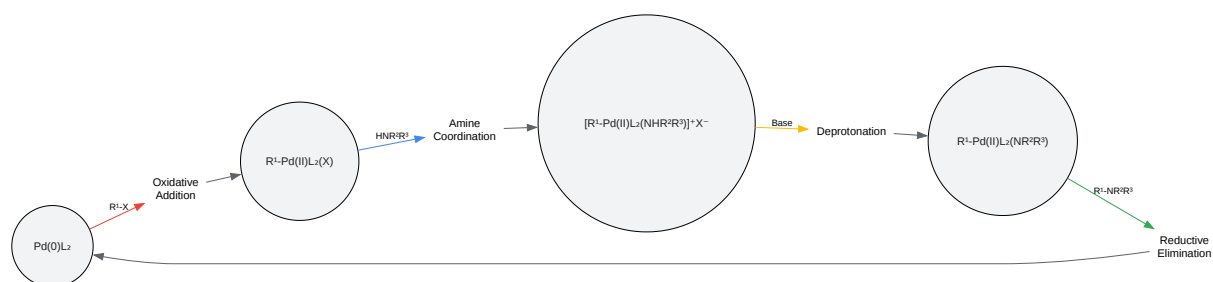 Pd(0)L₂
R¹-X
Oxidative
Addition
R¹-Pd(II)L₂(X)
HNR²R³
Amine
Coordination
[R¹-Pd(II)L₂(NHR²R³)]⁺X⁻
Base
Deprotonation
R¹-Pd(II)L₂(NR²R³)
R¹-NR²R³
Reductive
Elimination